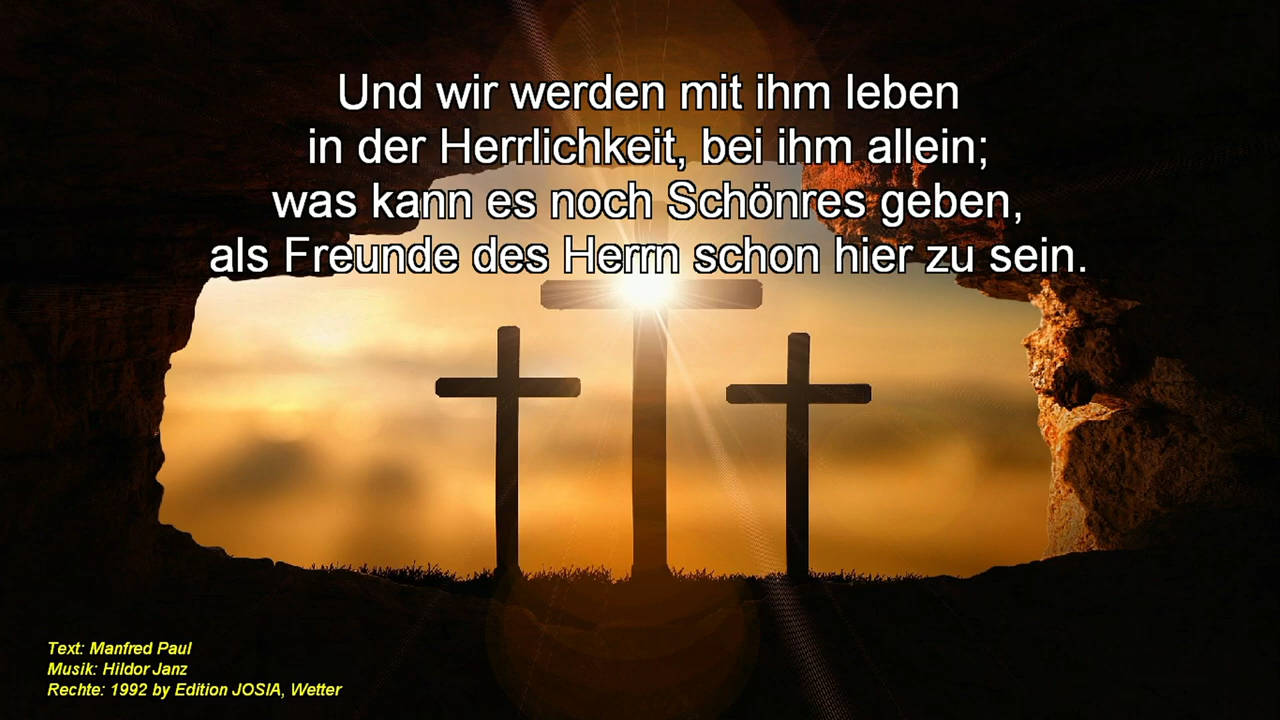 Und wir werden mit ihm leben
in der Herrlichkeit, bei ihm allein;
was kann es noch Schönres geben,
als Freunde des Herrn schon hier zu sein.
Text: Manfred Paul
Musik: Hildor Janz
Rechte: 1992 by Edition JOSIA, Wetter